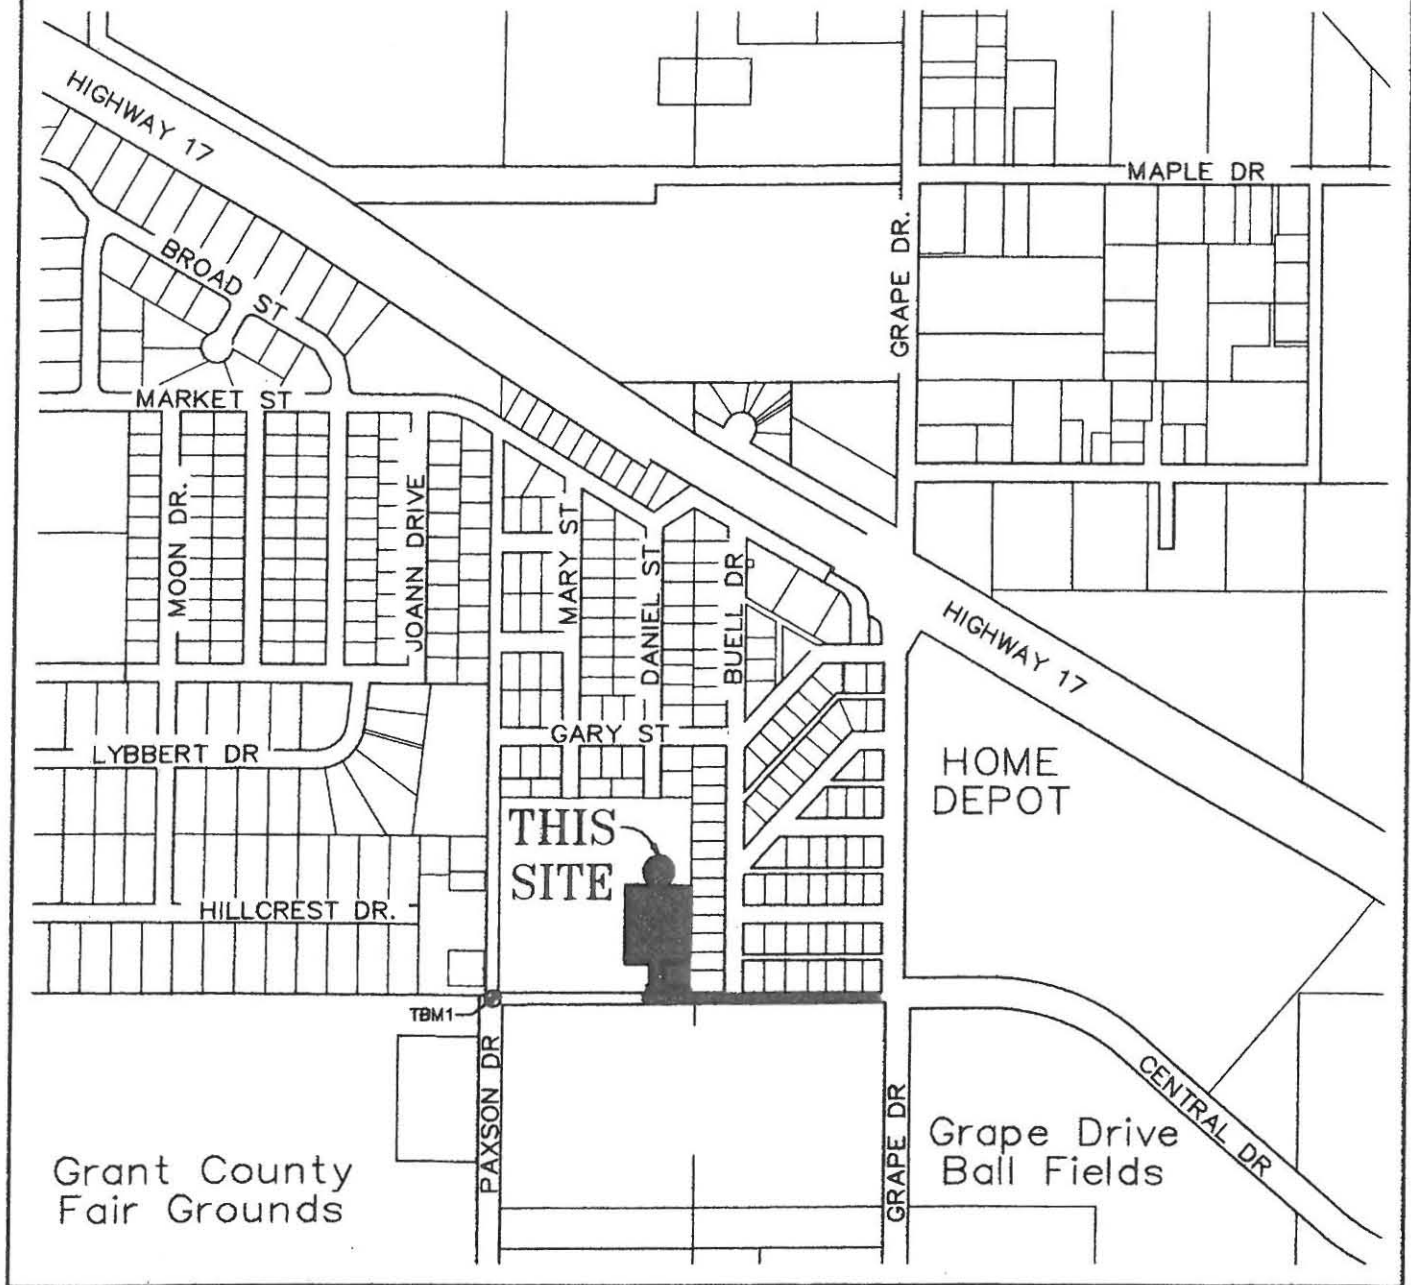 HIGHWAY 17
MAPLE DR
GRAPE DR.
BROAD ST
MARKET ST
MOON DR.
JOANN DRIVE
MARY ST
DANIEL ST
BUELL DR
HIGHWAY 17
GARY ST
LYBBERT DR
HOME
DEPOT
THIS
SITE
HILLCREST DR.
TBM1
PAXSON DR
GRAPE DR
CENTRAL DR
Grape Drive
Ball Fields
Grant County
Fair Grounds